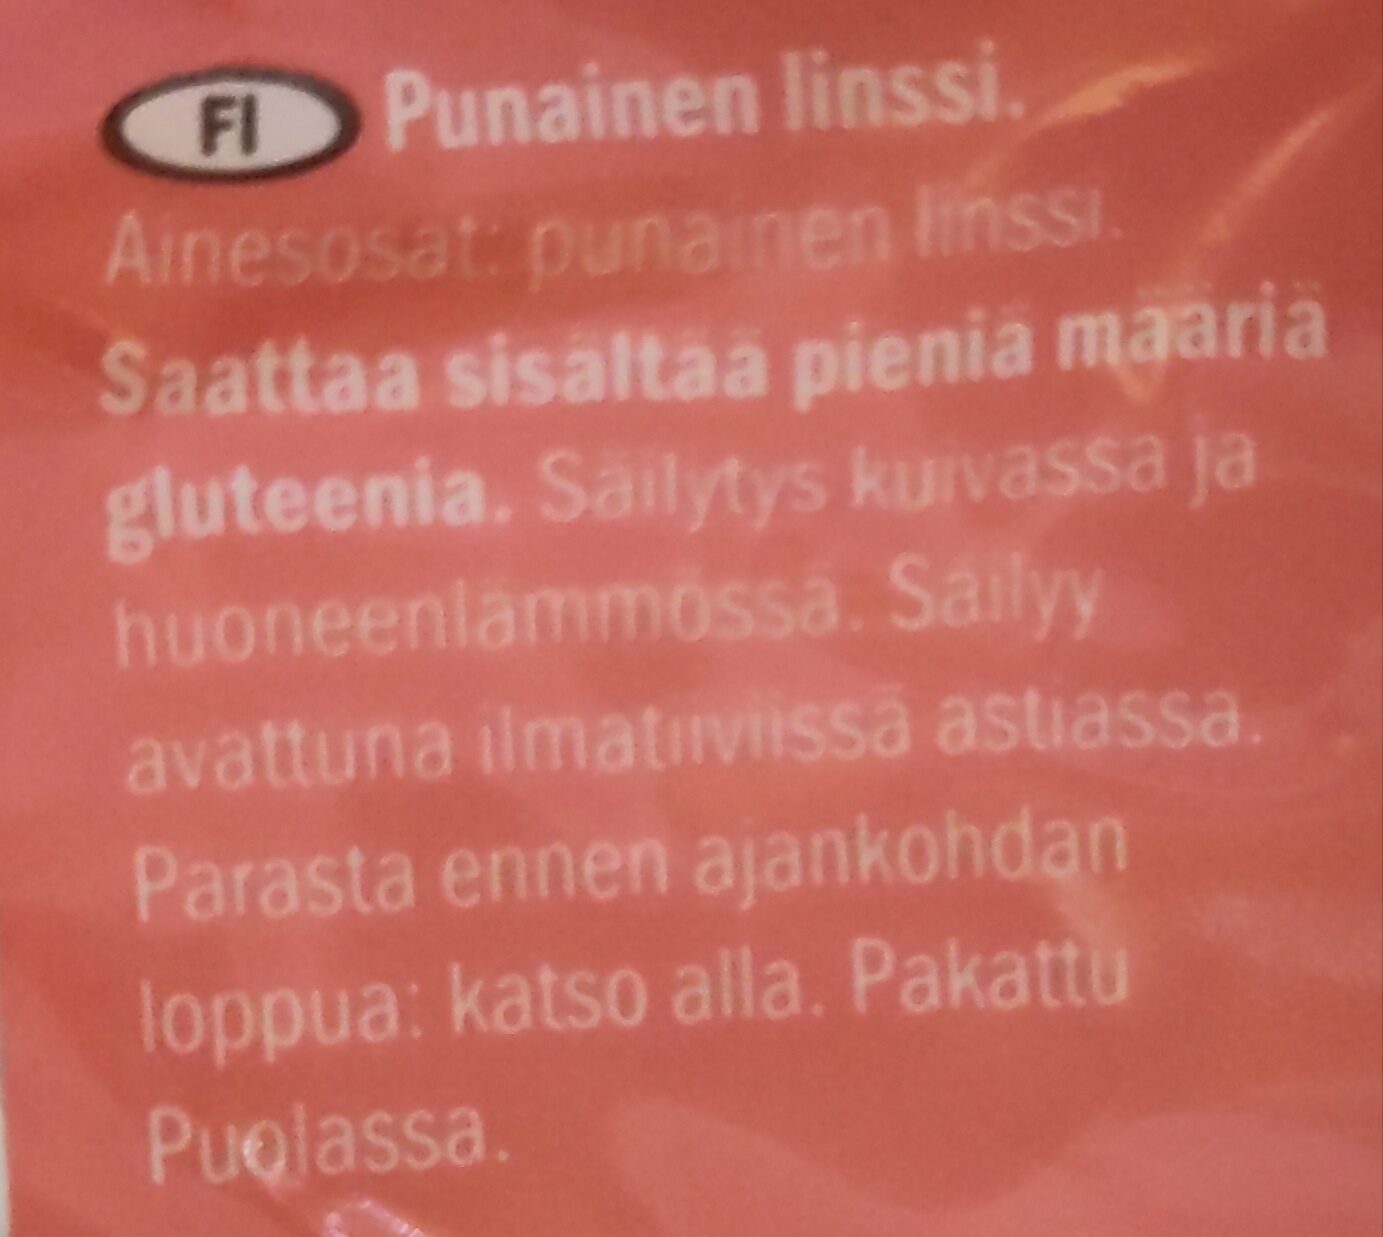 FI Punainen linssi.
Ainesosat: punainen linssi.
Saattaa sisältää pieniä määriä
gluteenia. Säilytys kuivassa ja
huoneenlämmössä. Säilyy
avattuna ilmatiiviissä astiassa.
Parasta ennen ajankohdan
loppua: katso alla. Pakattu
Puolassa.